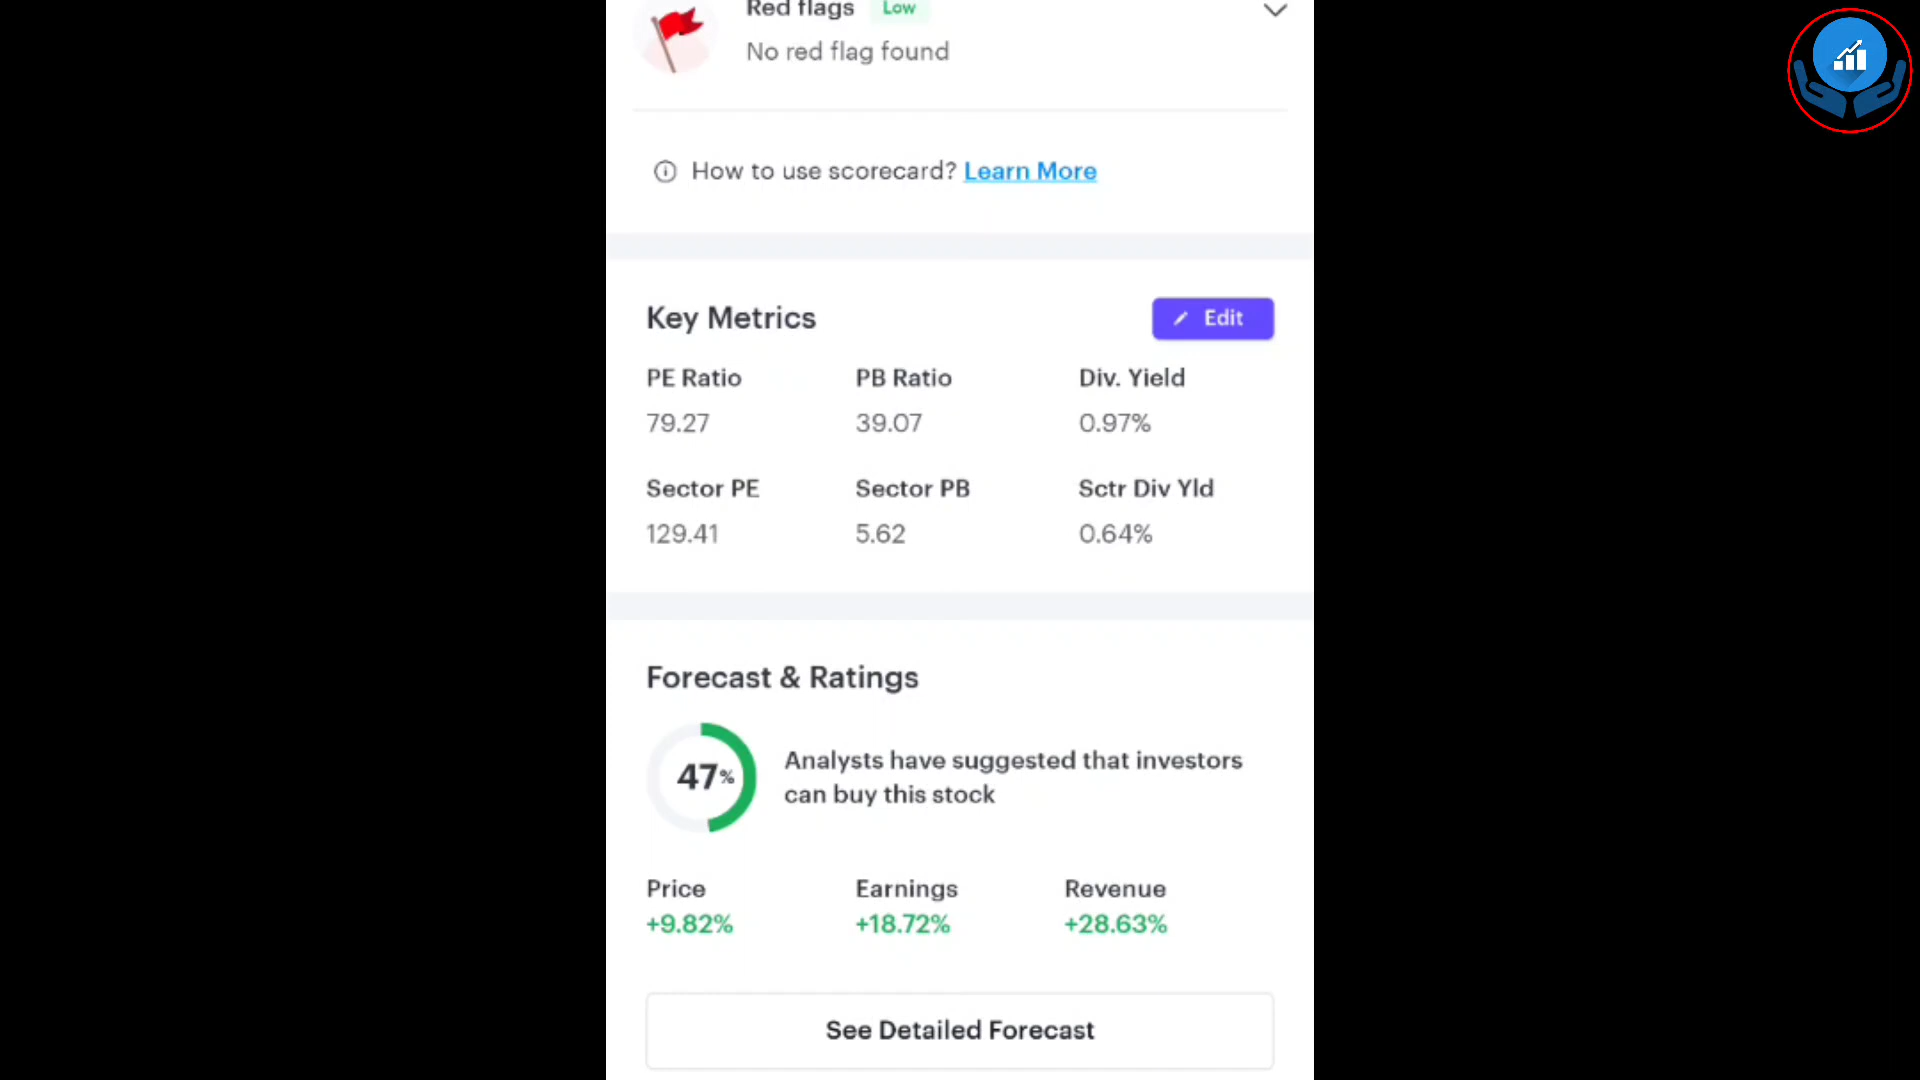 Red flags Low
No red flag found
How to use scorecard? Learn More
Key Metrics Edit
PE Ratio PB Ratio Div. Yield
79.27 39.07 0.97%
Sector PE Sector PB Sctr Div Yld
129.41 5.62 0.64%
Forecast & Ratings
47%
Analysts have suggested that investors
can buy this stock
Price Earnings Revenue
+9.82% +18.72% +28.63%
See Detailed Forecast